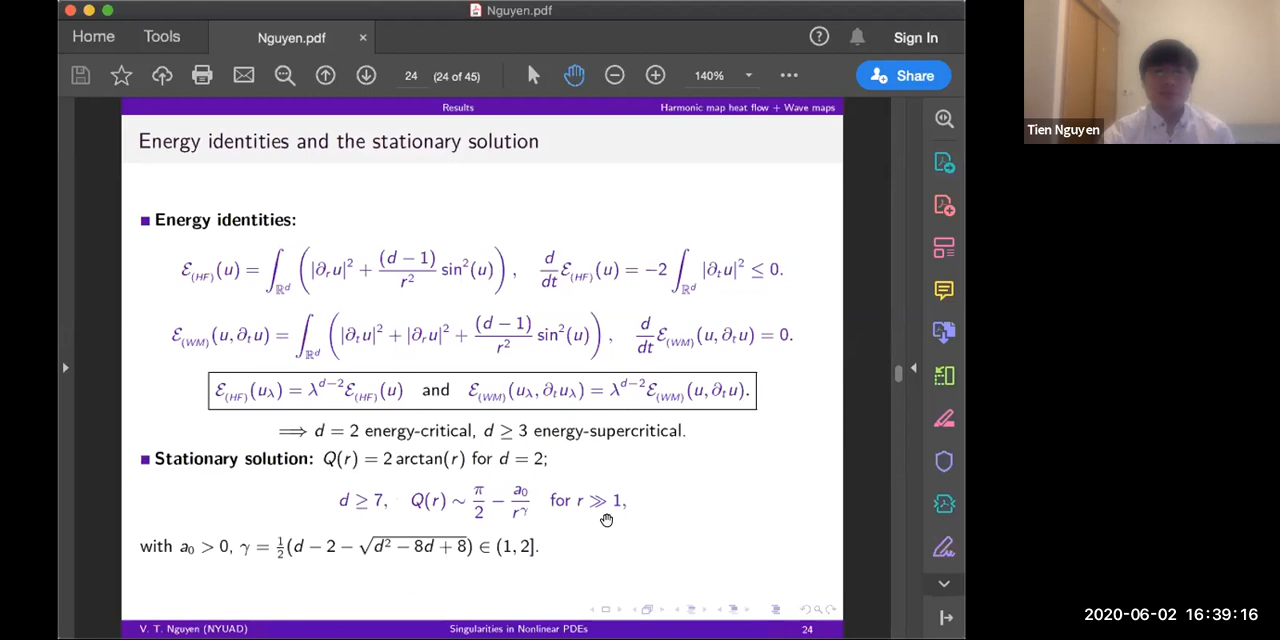 Nguyen.pdf
Home Tools Nguyen.pdf × Sign In
24 (24 of 45) 140% Share
Results Harmonic map heat flow + Wave maps
Energy identities and the stationary solution
■ Energy identities:
ℰ_(HF)(u) = ∫_{ℝ^d} ( |∂_r u|² + (d − 1)/r² sin²(u) ) , d/dt ℰ_(HF)(u) = −2 ∫_{ℝ^d} |∂_t u|² ≤ 0.
ℰ_(WM)(u, ∂_t u) = ∫_{ℝ^d} ( |∂_t u|² + |∂_r u|² + (d − 1)/r² sin²(u) ) , d/dt ℰ_(WM)(u, ∂_t u) = 0.
ℰ_(HF)(u_λ) = λ^{d−2} ℰ_(HF)(u) and ℰ_(WM)(u_λ, ∂_t u_λ) = λ^{d−2} ℰ_(WM)(u, ∂_t u).
⟹ d = 2 energy-critical, d ≥ 3 energy-supercritical.
■ Stationary solution: Q(r) = 2 arctan(r) for d = 2;
d ≥ 7, Q(r) ∼ π/2 − a₀/r^γ for r ≫ 1,
with a₀ > 0, γ = ½(d − 2 − √(d² − 8d + 8)) ∈ (1, 2].
V. T. Nguyen (NYUAD) Singularities in Nonlinear PDEs 24
Tien Nguyen
2020-06-02 16:39:16